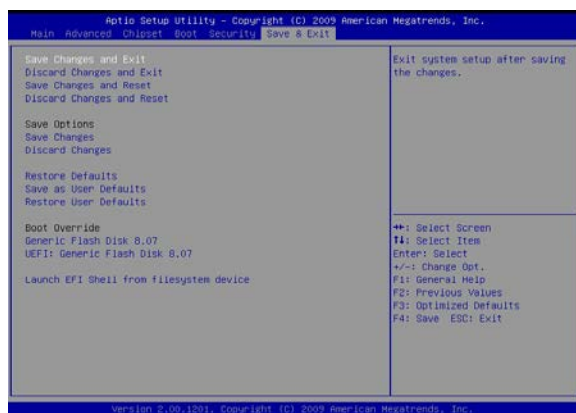 Aptio Setup Utility - Copyright (C) 2009 American Megatrends, Inc.
Main Advanced Chipset Boot Security Save & Exit
Save Changes and Exit
Discard Changes and Exit
Save Changes and Reset
Discard Changes and Reset
Save Options
Save Changes
Discard Changes
Restore Defaults
Save as User Defaults
Restore User Defaults
Boot Override
Generic Flash Disk 8.07
UEFI: Generic Flash Disk 8.07
Launch EFI Shell from filesystem device
Exit system setup after saving
the changes.
→←: Select Screen
↑↓: Select Item
Enter: Select
+/-: Change Opt.
F1: General Help
F2: Previous Values
F3: Optimized Defaults
F4: Save ESC: Exit
Version 2.00.1201. Copyright (C) 2009 American Megatrends, Inc.